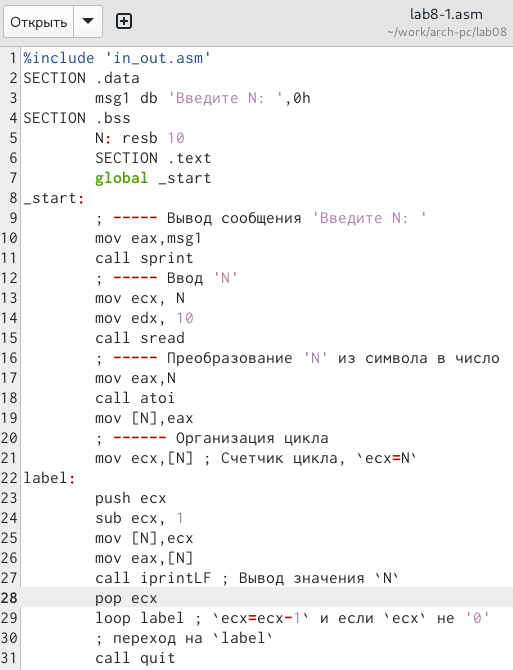 Открыть
lab8-1.asm
~/work/arch-pc/lab08
1 %include 'in_out.asm'
2 SECTION .data
3 msg1 db 'Введите N: ',0h
4 SECTION .bss
5 N: resb 10
6 SECTION .text
7 global _start
8 _start:
9 ; ----- Вывод сообщения 'Введите N: '
10 mov eax,msg1
11 call sprint
12 ; ----- Ввод 'N'
13 mov ecx, N
14 mov edx, 10
15 call sread
16 ; ----- Преобразование 'N' из символа в число
17 mov eax,N
18 call atoi
19 mov [N],eax
20 ; ------ Организация цикла
21 mov ecx,[N] ; Счетчик цикла, `ecx=N`
22 label:
23 push ecx
24 sub ecx, 1
25 mov [N],ecx
26 mov eax,[N]
27 call iprintLF ; Вывод значения `N`
28 pop ecx
29 loop label ; `ecx=ecx-1` и если `ecx` не '0'
30 ; переход на `label`
31 call quit